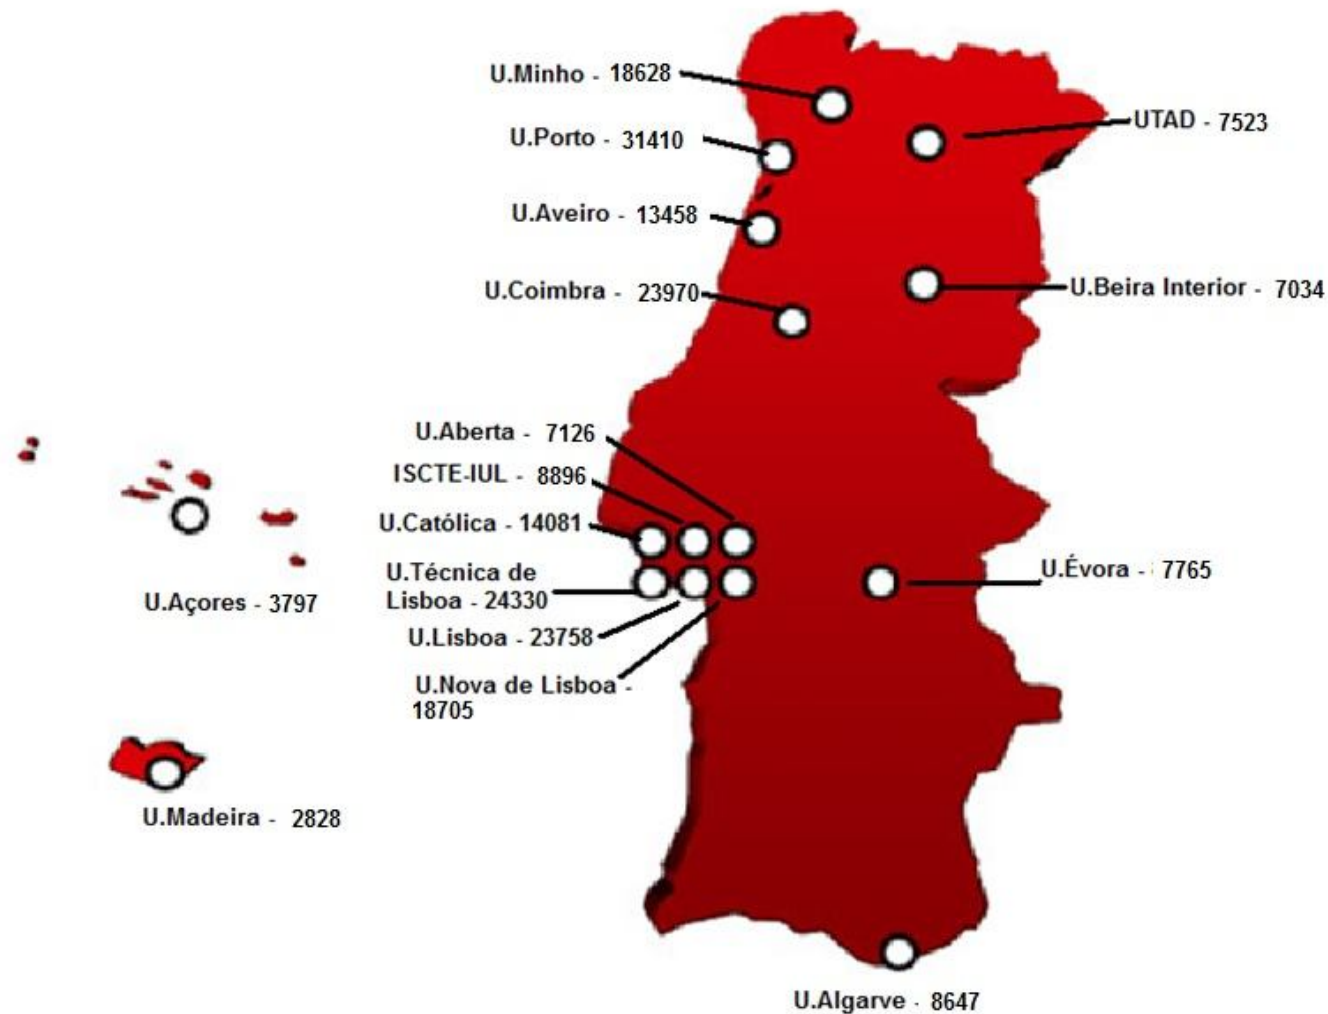 U.Minho - 18628
UTAD - 7523
U.Porto - 31410
U.Aveiro - 13458
U.Coimbra - 23970
U.Beira Interior - 7034
U.Aberta - 7126
ISCTE-IUL - 8896
U.Católica - 14081
U.Técnica de
Lisboa - 24330
U.Évora - 7765
U.Açores - 3797
U.Lisboa - 23758
U.Nova de Lisboa -
18705
U.Madeira - 2828
U.Algarve - 8647